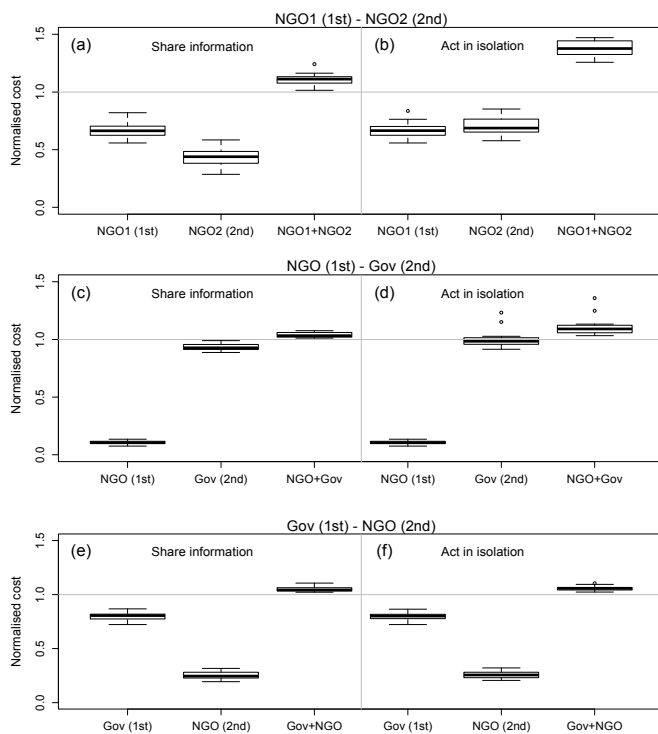 NGO1 (1st) - NGO2 (2nd)
(a) Share information (b) Act in isolation
Normalised cost
1.5
1.0
0.5
0.0
NGO1 (1st) NGO2 (2nd) NGO1+NGO2 NGO1 (1st) NGO2 (2nd) NGO1+NGO2
NGO (1st) - Gov (2nd)
(c) Share information (d) Act in isolation
Normalised cost
1.5
1.0
0.5
0.0
NGO (1st) Gov (2nd) NGO+Gov NGO (1st) Gov (2nd) NGO+Gov
Gov (1st) - NGO (2nd)
(e) Share information (f) Act in isolation
Normalised cost
1.5
1.0
0.5
0.0
Gov (1st) NGO (2nd) Gov+NGO Gov (1st) NGO (2nd) Gov+NGO